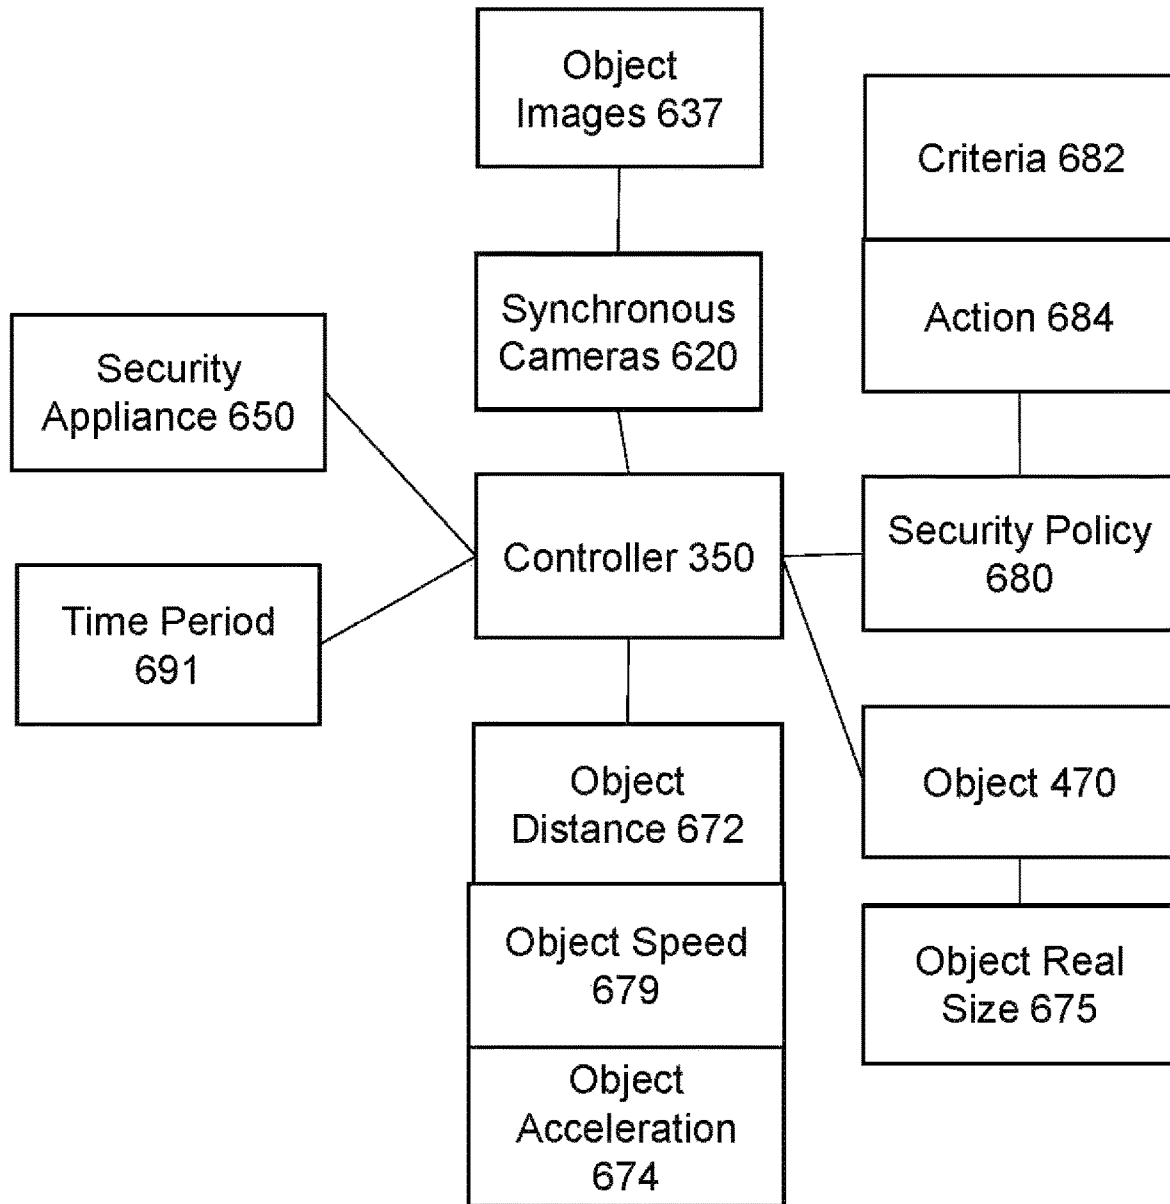 Object
Images 637
Criteria 682
Synchronous
Cameras 620
Action 684
Security
Appliance 650
Controller 350
Security Policy
680
Time Period
691
Object
Distance 672
Object 470
Object Speed
679
Object Real
Size 675
Object
Acceleration
674